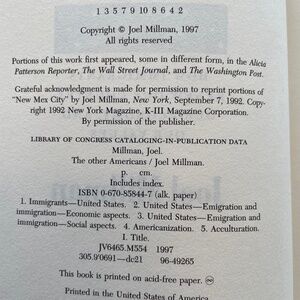 1 3 5 7 9 10 8 6 4 2
Copyright © Joel Millman, 1997
All rights reserved
Portions of this work first appeared, some in different form, in the Alicia
Patterson Reporter, The Wall Street Journal, and The Washington Post.
Grateful acknowledgment is made for permission to reprint portions of
"New Mex City" by Joel Millman, New York, September 7, 1992. Copy-
right 1992 New York Magazine, K-III Magazine Corporation.
By permission of the publisher.
LIBRARY OF CONGRESS CATALOGING-IN-PUBLICATION DATA
Millman, Joel.
The other Americans / Joel Millman.
p. cm.
Includes index.
ISBN 0-670-85844-7 (alk. paper)
1. Immigrants—United States. 2. United States—Emigration and
immigration—Economic aspects. 3. United States—Emigration and
immigration—Social aspects. 4. Americanization. 5. Acculturation.
I. Title.
JV6465.M554 1997
305.9'0691—dc21 96-49265
This book is printed on acid-free paper.
Printed in the United States of America